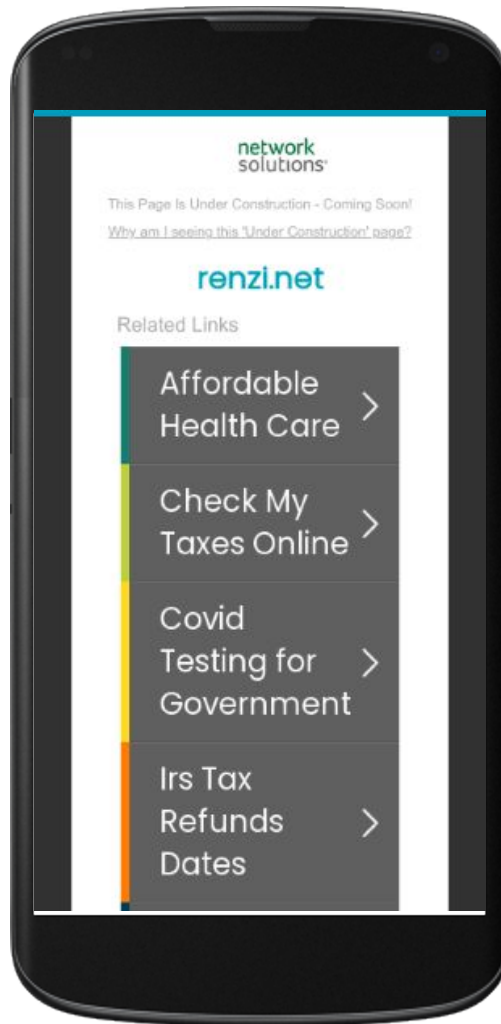 network
solutions®
This Page Is Under Construction - Coming Soon!
Why am I seeing this 'Under Construction' page?
renzi.net
Related Links
Affordable
Health Care
Check My
Taxes Online
Covid
Testing for
Government
Irs Tax
Refunds
Dates